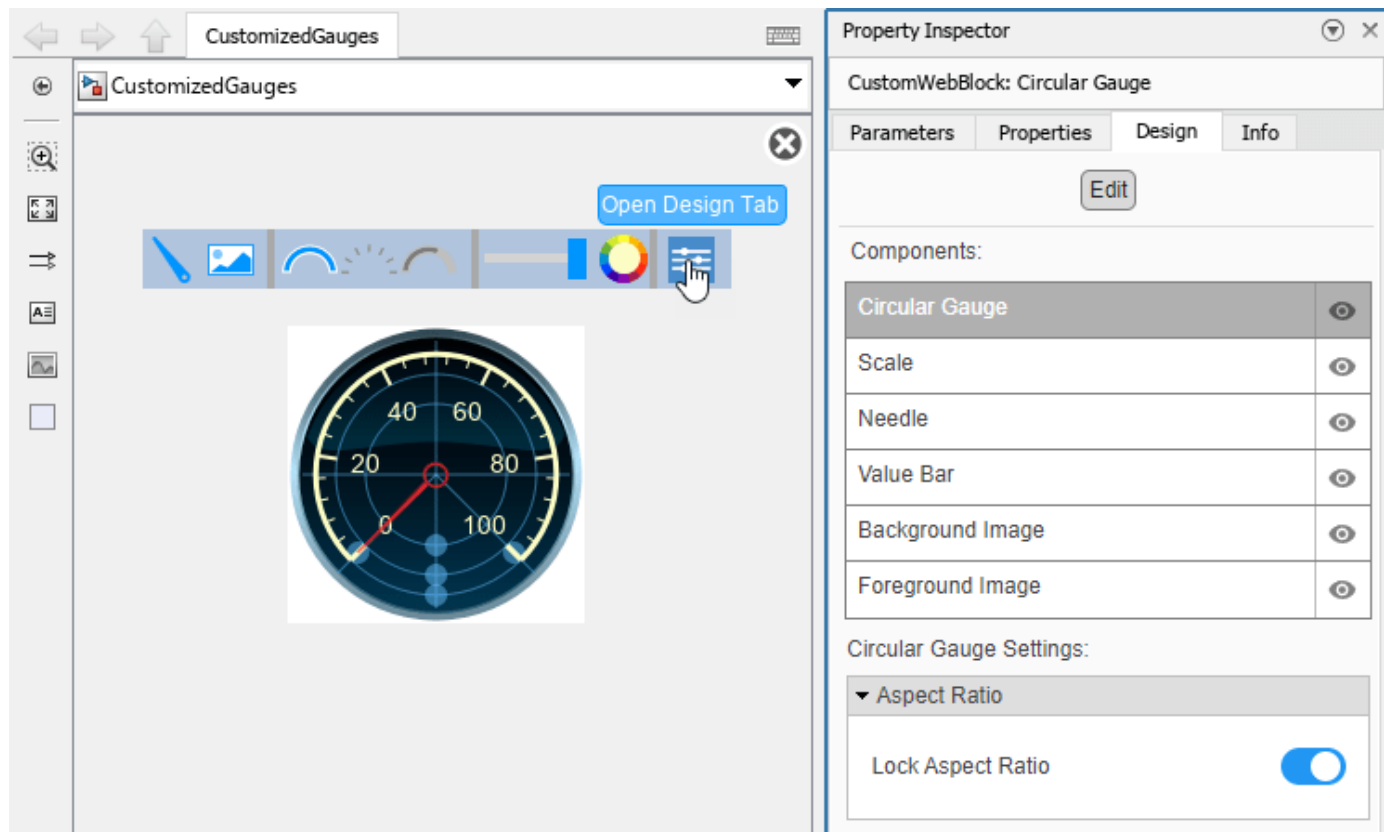 CustomizedGauges
CustomizedGauges
Open Design Tab
40 60
20 80
0 100
Property Inspector
CustomWebBlock: Circular Gauge
Parameters Properties Design Info
Edit
Components:
Circular Gauge
Scale
Needle
Value Bar
Background Image
Foreground Image
Circular Gauge Settings:
Aspect Ratio
Lock Aspect Ratio